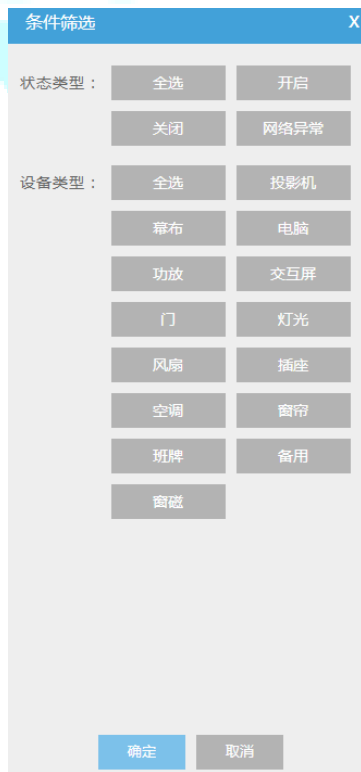 条件筛选 X
状态类型： 全选 开启
关闭 网络异常
设备类型： 全选 投影机
幕布 电脑
功放 交互屏
门 灯光
风扇 插座
空调 窗帘
班牌 备用
窗磁
确定 取消